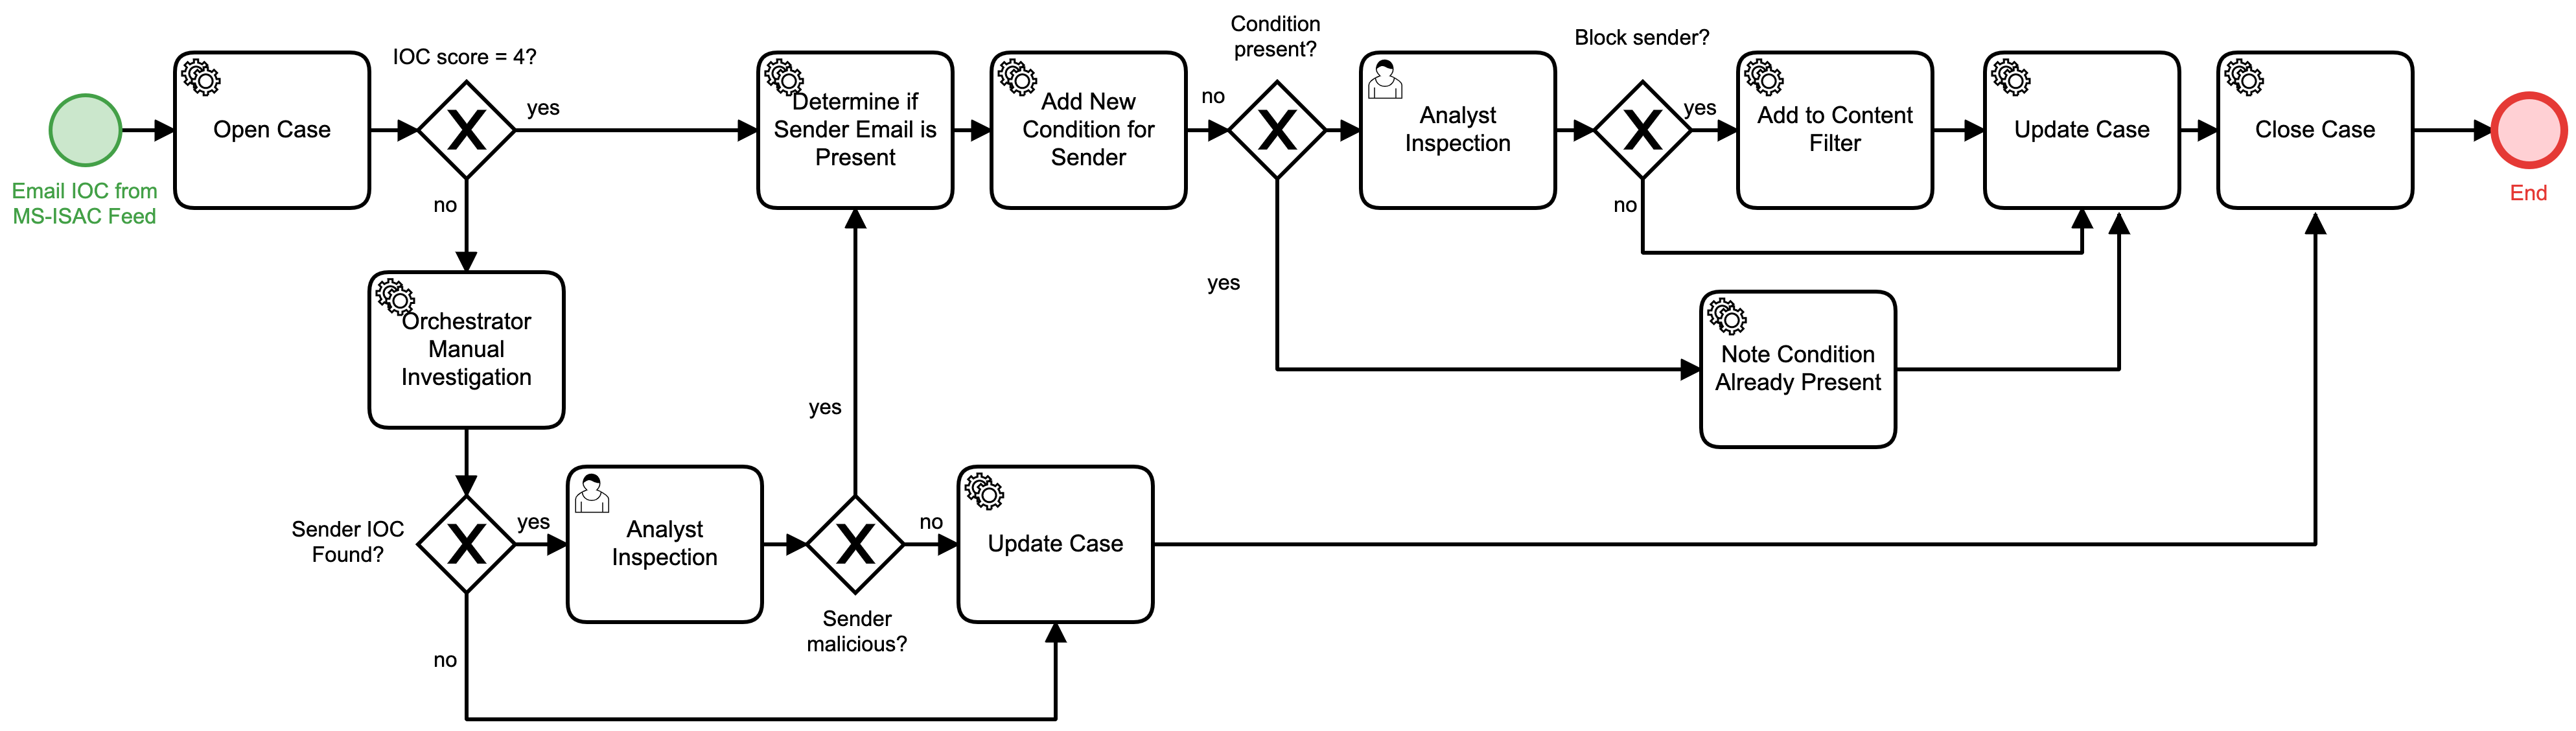 Email IOC from
MS-ISAC Feed
Open Case
IOC score = 4?
yes
no
Determine if
Sender Email is
Present
Add New
Condition for
Sender
Condition
present?
no
yes
Analyst
Inspection
Block sender?
yes
no
Add to Content
Filter
Update Case
Close Case
End
Orchestrator
Manual
Investigation
Note Condition
Already Present
Sender IOC
Found?
yes
no
Analyst
Inspection
yes
no
Sender
malicious?
Update Case